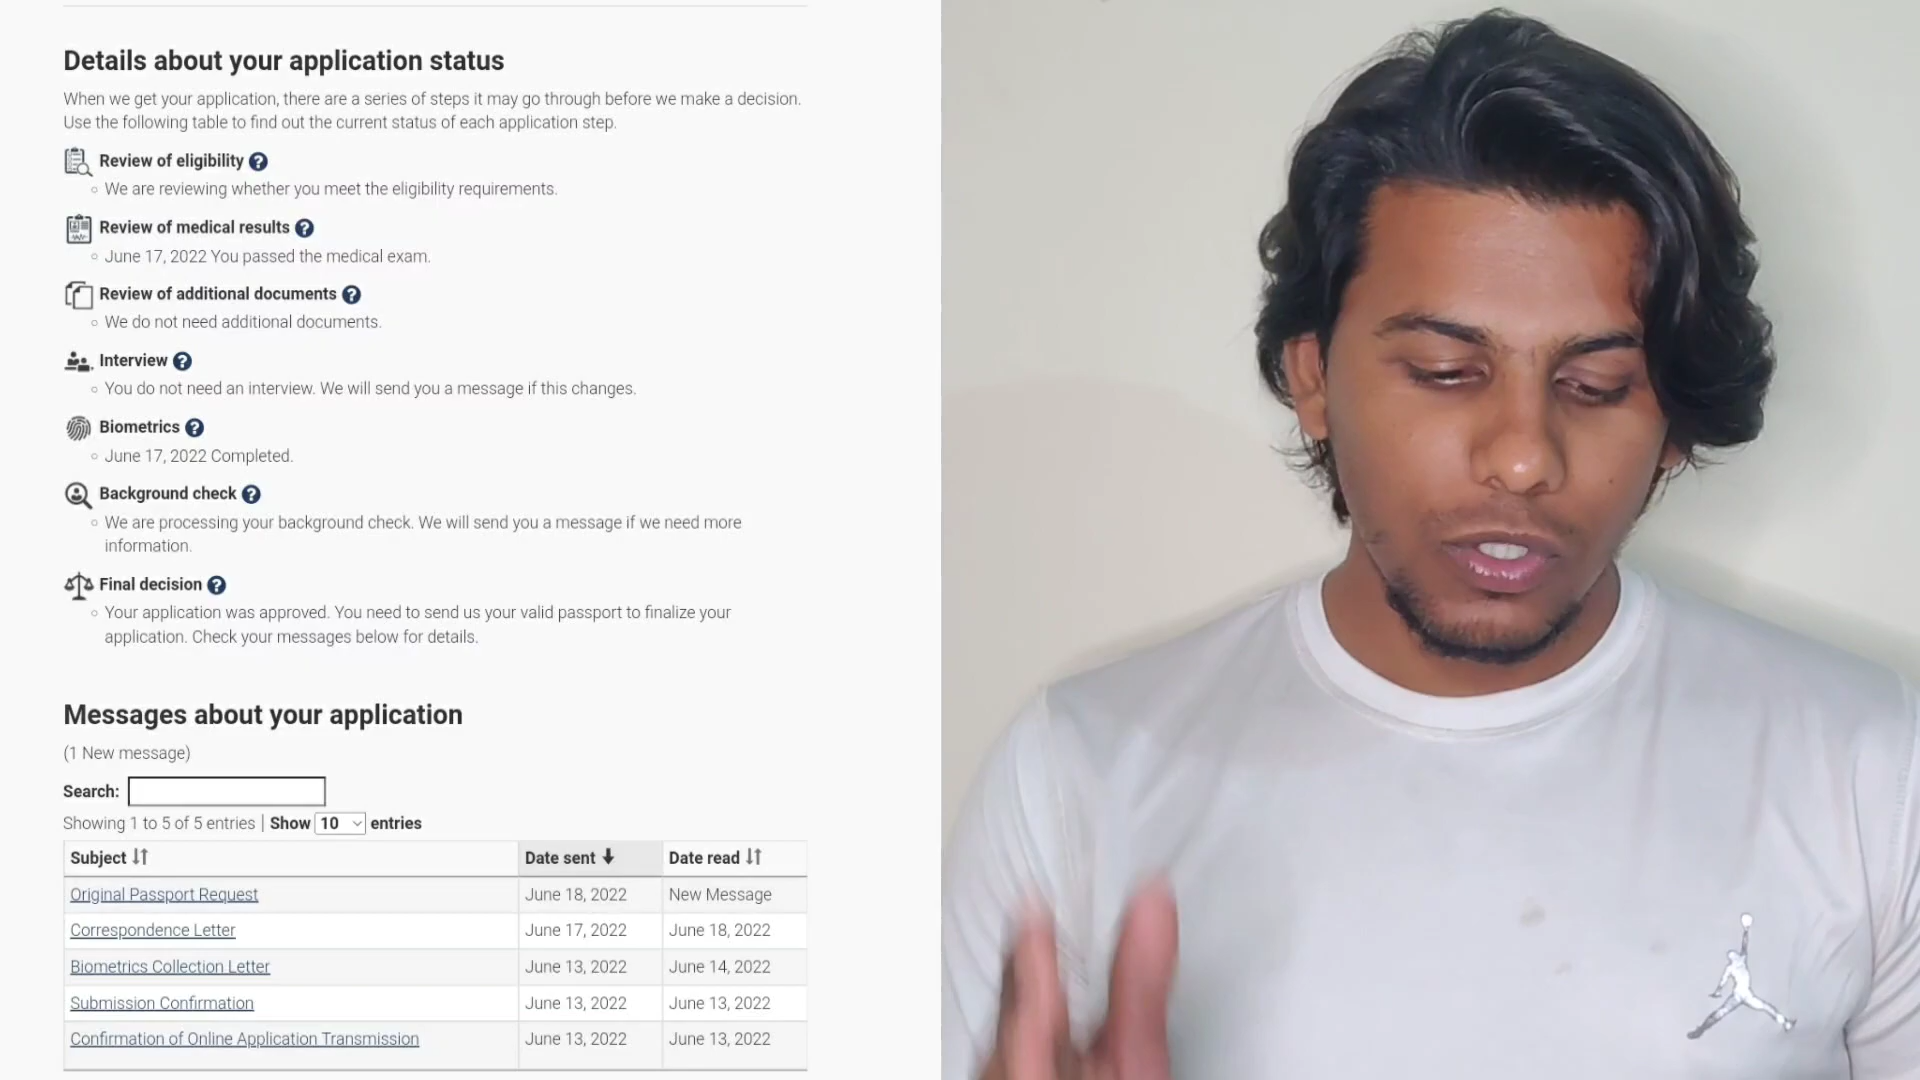 Details about your application status
When we get your application, there are a series of steps it may go through before we make a decision.
Use the following table to find out the current status of each application step.
Review of eligibility ?
We are reviewing whether you meet the eligibility requirements.
Review of medical results ?
June 17, 2022 You passed the medical exam.
Review of additional documents ?
We do not need additional documents.
Interview ?
You do not need an interview. We will send you a message if this changes.
Biometrics ?
June 17, 2022 Completed.
Background check ?
We are processing your background check. We will send you a message if we need more
information.
Final decision ?
Your application was approved. You need to send us your valid passport to finalize your
application. Check your messages below for details.
Messages about your application
(1 New message)
Search:
Showing 1 to 5 of 5 entries | Show 10 entries
Subject Date sent Date read
Original Passport Request June 18, 2022 New Message
Correspondence Letter June 17, 2022 June 18, 2022
Biometrics Collection Letter June 13, 2022 June 14, 2022
Submission Confirmation June 13, 2022 June 13, 2022
Confirmation of Online Application Transmission June 13, 2022 June 13, 2022